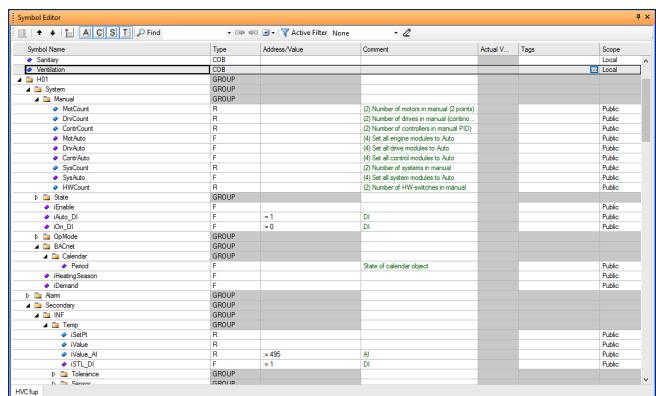 Symbol Editor
A C S T Find Active Filter None
Symbol Name Type Address/Value Comment Actual V... Tags Scope
Sanitary COB Local
Ventilation COB Local
H01 GROUP
System GROUP
Manual GROUP
MotCount R (2) Number of motors in manual (2 points) Public
DrvCount R (2) Number of drives in manual (contino... Public
ContrCount R (2) Number of controllers in manual PID) Public
MotAuto F (4) Set all engine modules to Auto Public
DrvAuto F (4) Set all drive modules to Auto Public
ContrAuto F (4) Set all control modules to Auto Public
SysCount R (2) Number of systems in manual Public
SysAuto F (4) Set all system modules to Auto Public
HWCount R (2) Number of HW-switches in manual Public
State GROUP
iEnable F Public
iAuto_DI F := 1 DI Public
iOn_DI F := 0 DI Public
OpMode GROUP
BACnet GROUP
Calendar GROUP
Period F State of calendar object Public
iHeatingSeason F Public
iDemand F Public
Alarm GROUP
Secondary GROUP
INF GROUP
Temp GROUP
iSetPt R Public
iValue R Public
iValue_AI R := 495 AI Public
iSTL_DI F := 1 DI Public
Tolerance GROUP
Sensor GROUP
HVC.fup